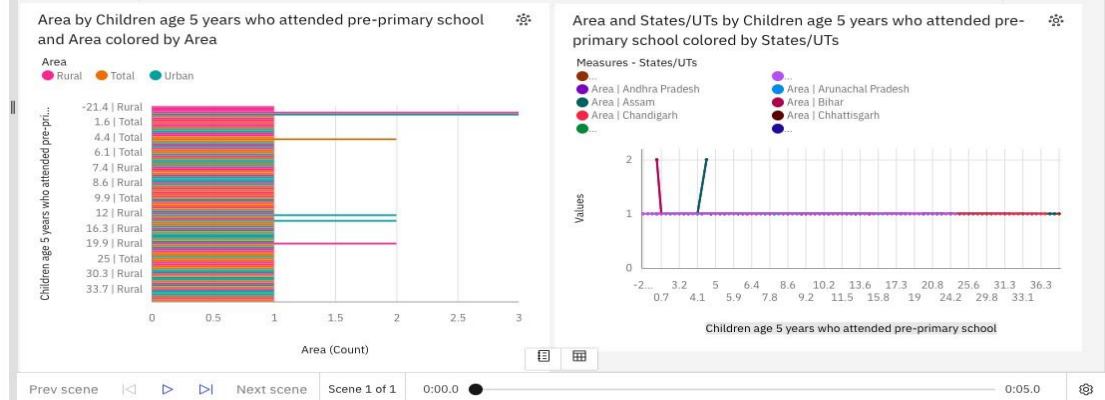 Area by Children age 5 years who attended pre-primary school
and Area colored by Area
Area
Rural Total Urban
Children age 5 years who attended pre-pri...
-21.4 | Rural
1.6 | Total
4.4 | Total
6.1 | Total
7.4 | Rural
8.6 | Rural
9.9 | Total
12 | Rural
16.3 | Rural
19.9 | Rural
25 | Total
30.3 | Rural
33.7 | Rural
0 0.5 1 1.5 2 2.5 3
Area (Count)
Area and States/UTs by Children age 5 years who attended pre-
primary school colored by States/UTs
Measures - States/UTs
... ...
Area | Andhra Pradesh Area | Arunachal Pradesh
Area | Assam Area | Bihar
Area | Chandigarh Area | Chhattisgarh
... ...
Values
2
1
0
-2... 3.2 5 6.4 8.6 10.2 13.6 17.3 20.8 25.6 31.3 36.3
0.7 4.1 5.9 7.8 9.2 11.5 15.8 19 24.2 29.8 33.1
Children age 5 years who attended pre-primary school
Prev scene Next scene Scene 1 of 1 0:00.0 0:05.0